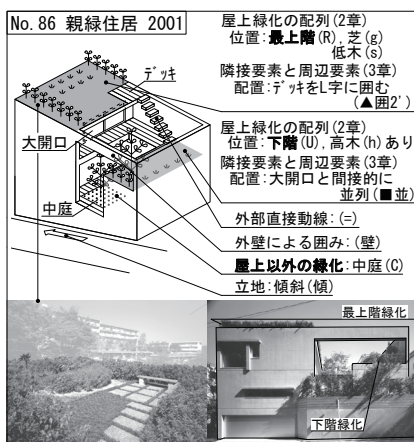 No. 86 親緑住居 2001
屋上緑化の配列(2章)
位置:最上階(R), 芝(g)
低木(s)
隣接要素と周辺要素(3章)
配置:デッキをL字に囲む
(▲囲2')
デッキ
屋上緑化の配列(2章)
位置:下階(U), 高木(h)あり
隣接要素と周辺要素(3章)
配置:大開口と間接的に
並列(■並)
大開口
中庭
外部直接動線:(=)
外壁による囲み:(壁)
屋上以外の緑化:中庭(C)
立地:傾斜(傾)
最上階緑化
下階緑化